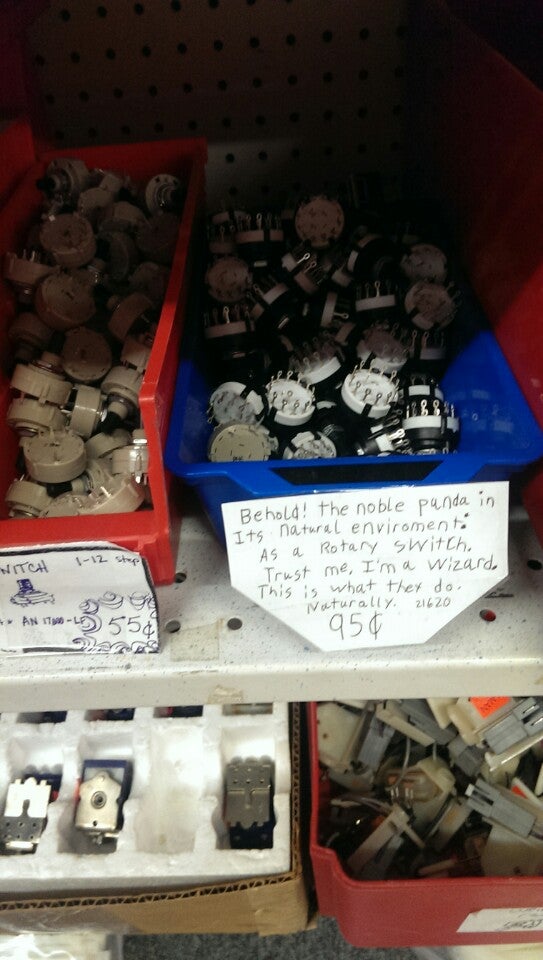 Behold! the noble panda in
Its natural enviroment:
As a Rotary switch.
Trust me, I'm a wizard.
This is what they do.
Naturally. 21620
95¢
WITCH 1-12 Step
55¢